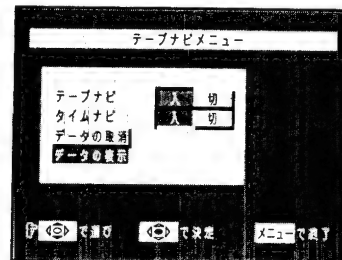 テープナビメニュー
テープナビ 入 切
タイムナビ 入 切
データの取消
データの表示
で選び で決定 メニューで終了